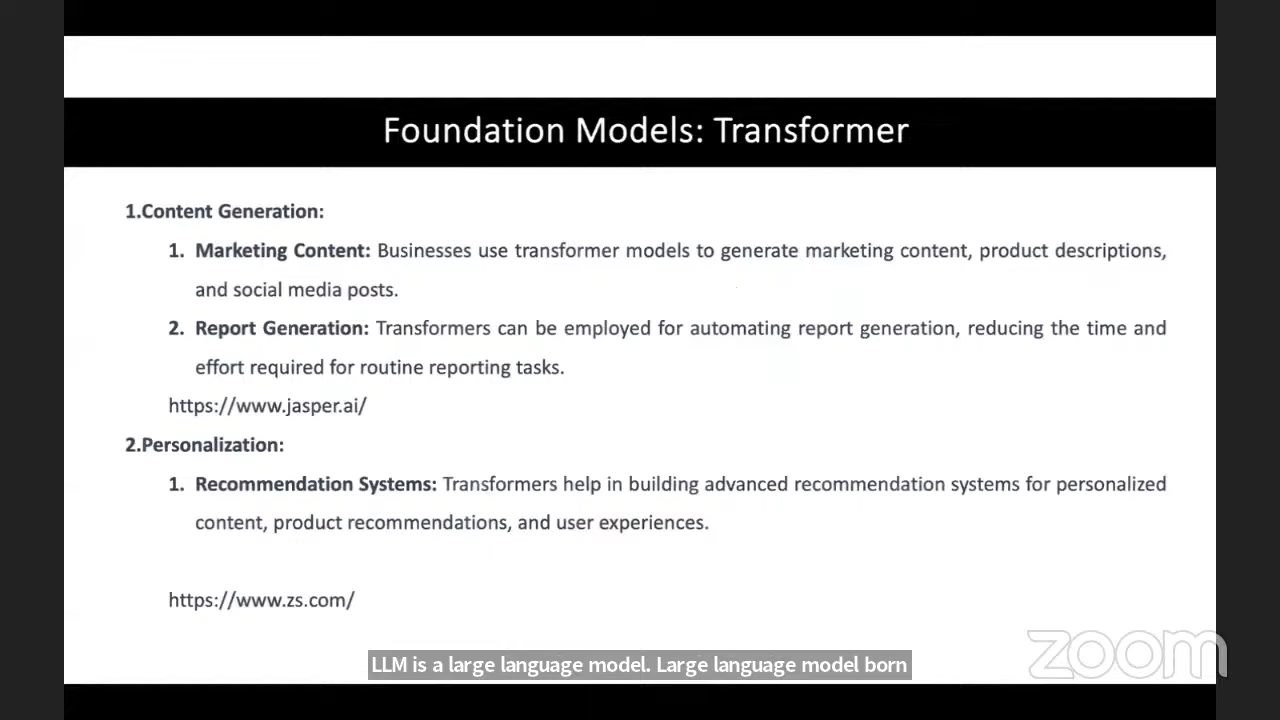 Foundation Models: Transformer
1.Content Generation:
1. Marketing Content: Businesses use transformer models to generate marketing content, product descriptions,
and social media posts.
2. Report Generation: Transformers can be employed for automating report generation, reducing the time and
effort required for routine reporting tasks.
https://www.jasper.ai/
2.Personalization:
1. Recommendation Systems: Transformers help in building advanced recommendation systems for personalized
content, product recommendations, and user experiences.
https://www.zs.com/
LLM is a large language model. Large language model born
zoom